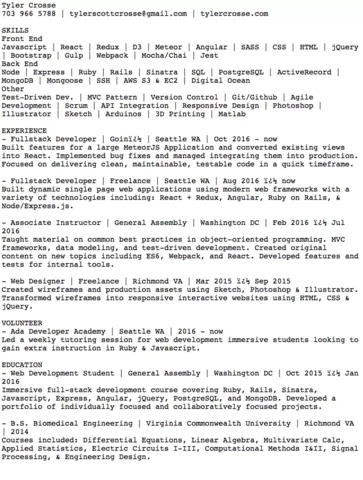 Tyler Crosse
703 966 5788 | tylerscottcrosse@gmail.com | tylercrosse.com
SKILLS
Front End
Javascript | React | Redux | D3 | Meteor | Angular | SASS | CSS | HTML | jQuery
| Bootstrap | Gulp | Webpack | Mocha/Chai | Jest
Back End
Node | Express | Ruby | Rails | Sinatra | SQL | PostgreSQL | ActiveRecord |
MongoDB | Mongoose | SSH | AWS S3 & EC2 | Digital Ocean
Other
Test-Driven Dev. | MVC Pattern | Version Control | Git/Github | Agile
Development | Scrum | API Integration | Responsive Design | Photoshop |
Illustrator | Sketch | Arduinos | 3D Printing | Matlab
EXPERIENCE
- Fullstack Developer | Goinï¿½ | Seattle WA | Oct 2016 - now
Built features for a large MeteorJS Application and converted existing views
into React. Implemented bug fixes and managed integrating them into production.
Focused on delivering clean, maintainable, testable code in a quick timeframe.
- Fullstack Developer | Freelance | Seattle WA | Aug 2016 ï¿½ now
Built dynamic single page web applications using modern web frameworks with a
variety of technologies including: React + Redux, Angular, Ruby on Rails, &
Node/Express.js.
- Associate Instructor | General Assembly | Washington DC | Feb 2016 ï¿½ Jul
2016
Taught material on common best practices in object-oriented programming. MVC
frameworks, data modeling, and test-driven development. Created original
content on new topics including ES6, Webpack, and React. Developed features and
tests for internal tools.
- Web Designer | Freelance | Richmond VA | Mar 2015 ï¿½ Sep 2015
Created wireframes and production assets using Sketch, Photoshop & Illustrator.
Transformed wireframes into responsive interactive websites using HTML, CSS &
jQuery.
VOLUNTEER
- Ada Developer Academy | Seattle WA | 2016 - now
Led a weekly tutoring session for web development immersive students looking to
gain extra instruction in Ruby & Javascript.
EDUCATION
- Web Development Student | General Assembly | Washington DC | Oct 2015 ï¿½ Jan
2016
Immersive full-stack development course covering Ruby, Rails, Sinatra,
Javascript, Express, Angular, jQuery, PostgreSQL, and MongoDB. Developed a
portfolio of individually focused and collaboratively focused projects.
- B.S. Biomedical Engineering | Virginia Commonwealth University | Richmond VA
| 2014
Courses included: Differential Equations, Linear Algebra, Multivariate Calc,
Applied Statistics, Electric Circuits I-III, Computational Methods I&II, Signal
Processing, & Engineering Design.